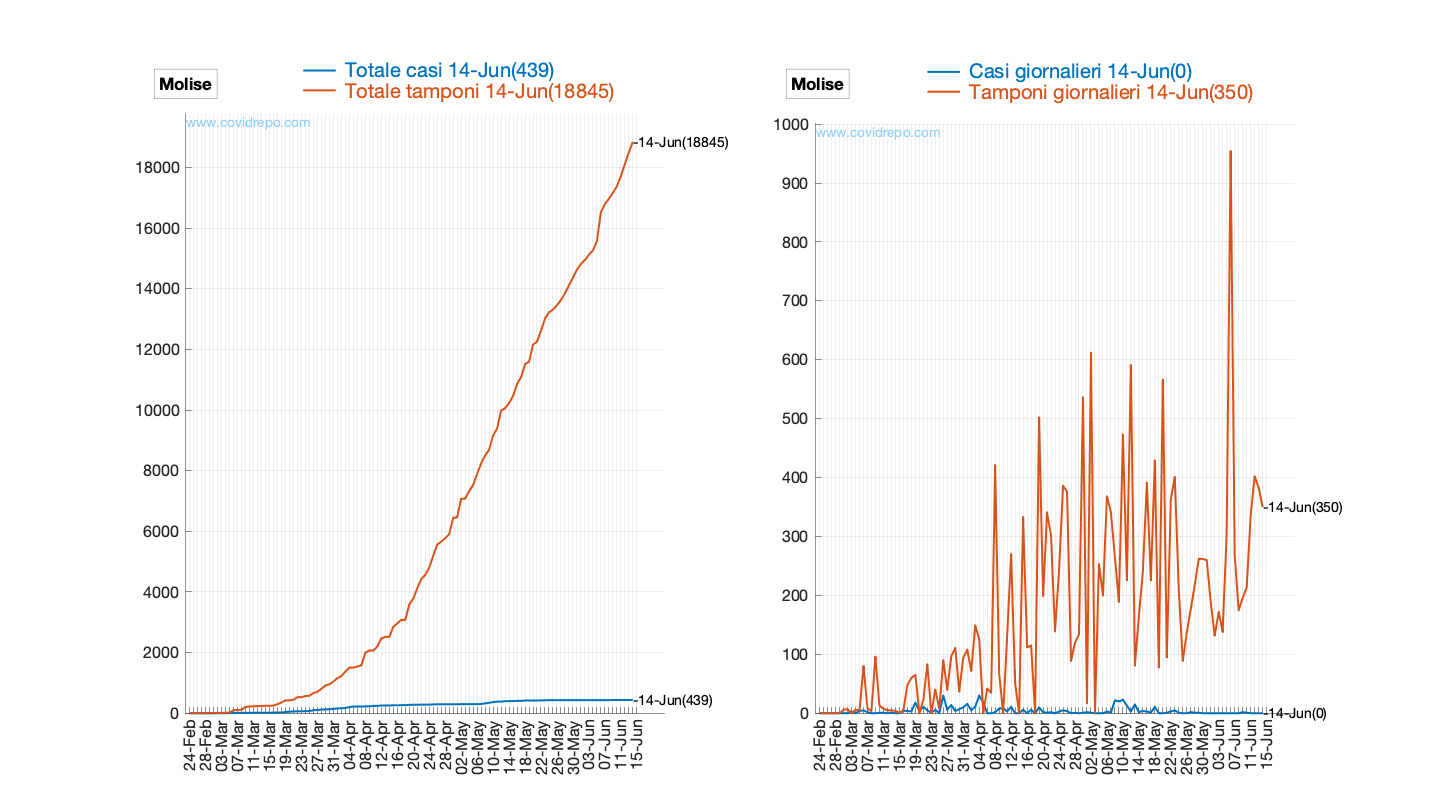 Molise
Totale casi 14-Jun(439)
Totale tamponi 14-Jun(18845)
www.covidrepo.com
14-Jun(18845)
18000
16000
14000
12000
10000
8000
6000
4000
2000
0
14-Jun(439)
24-Feb
28-Feb
03-Mar
07-Mar
11-Mar
15-Mar
19-Mar
23-Mar
27-Mar
31-Mar
04-Apr
08-Apr
12-Apr
16-Apr
20-Apr
24-Apr
28-Apr
02-May
06-May
10-May
14-May
18-May
22-May
26-May
30-May
03-Jun
07-Jun
11-Jun
15-Jun
Molise
Casi giornalieri 14-Jun(0)
Tamponi giornalieri 14-Jun(350)
www.covidrepo.com
1000
900
800
700
600
500
400
300
200
100
0
14-Jun(350)
14-Jun(0)
24-Feb
28-Feb
03-Mar
07-Mar
11-Mar
15-Mar
19-Mar
23-Mar
27-Mar
31-Mar
04-Apr
08-Apr
12-Apr
16-Apr
20-Apr
24-Apr
28-Apr
02-May
06-May
10-May
14-May
18-May
22-May
26-May
30-May
03-Jun
07-Jun
11-Jun
15-Jun